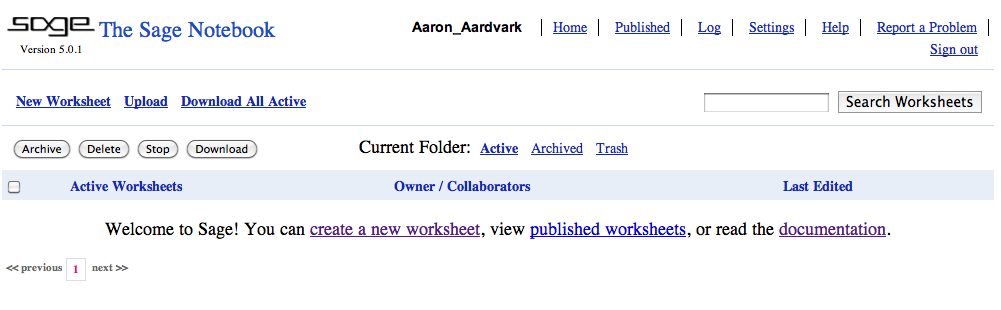 sage The Sage Notebook Aaron_Aardvark Home Published Log Settings Help Report a Problem
Version 5.0.1 Sign out
New Worksheet Upload Download All Active Search Worksheets
Archive Delete Stop Download Current Folder: Active Archived Trash
Active Worksheets Owner / Collaborators Last Edited
Welcome to Sage! You can create a new worksheet, view published worksheets, or read the documentation.
<< previous 1 next >>